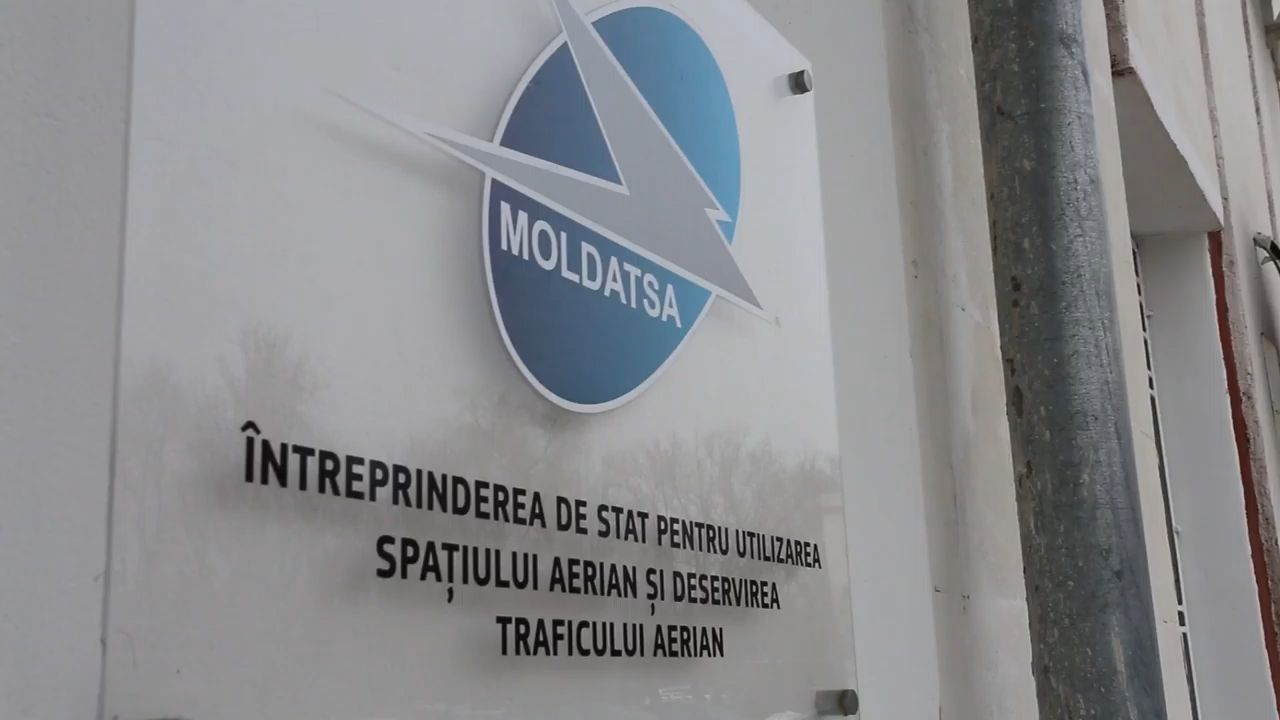 MOLDATSA
ÎNTREPRINDEREA DE STAT PENTRU UTILIZAREA
SPAȚIULUI AERIAN ȘI DESERVIREA
TRAFICULUI AERIAN